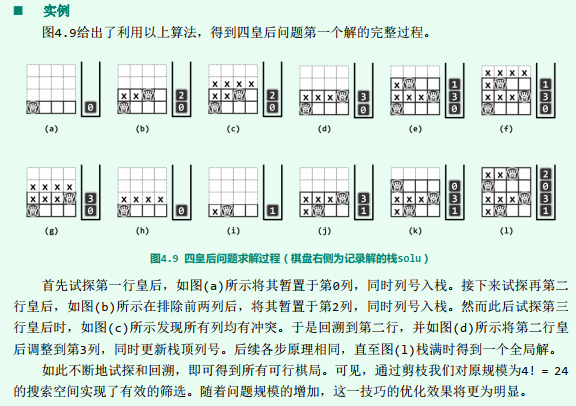 ■ 实例
图4.9给出了利用以上算法，得到四皇后问题第一个解的完整过程。
0
x x 2
0
x x x x
x x 2
0
3
0
x 1
x x x 3
0
x x x x
x 1
x x x 3
0
(a) (b) (c) (d) (e) (f)
x x x x
x x x 3
0
x x x x
0
x 1
x x x 3
x 1
0
x x x 3
x 1
x x 2
0
x x x 3
x 1
(g) (h) (i) (j) (k) (l)
图4.9 四皇后问题求解过程（棋盘右侧为记录解的栈solu）
首先试探第一行皇后，如图(a)所示将其暂置于第0列，同时列号入栈。接下来试探再第二
行皇后，如图(b)所示在排除前两列后，将其暂置于第2列，同时列号入栈。然而此后试探第三
行皇后时，如图(c)所示发现所有列均有冲突。于是回溯到第二行，并如图(d)所示将第二行皇
后调整到第3列，同时更新栈顶列号。后续各步原理相同，直至图(l)栈满时得到一个全局解。
如此不断地试探和回溯，即可得到所有可行棋局。可见，通过剪枝我们对原规模为4! = 24
的搜索空间实现了有效的筛选。随着问题规模的增加，这一技巧的优化效果将更为明显。